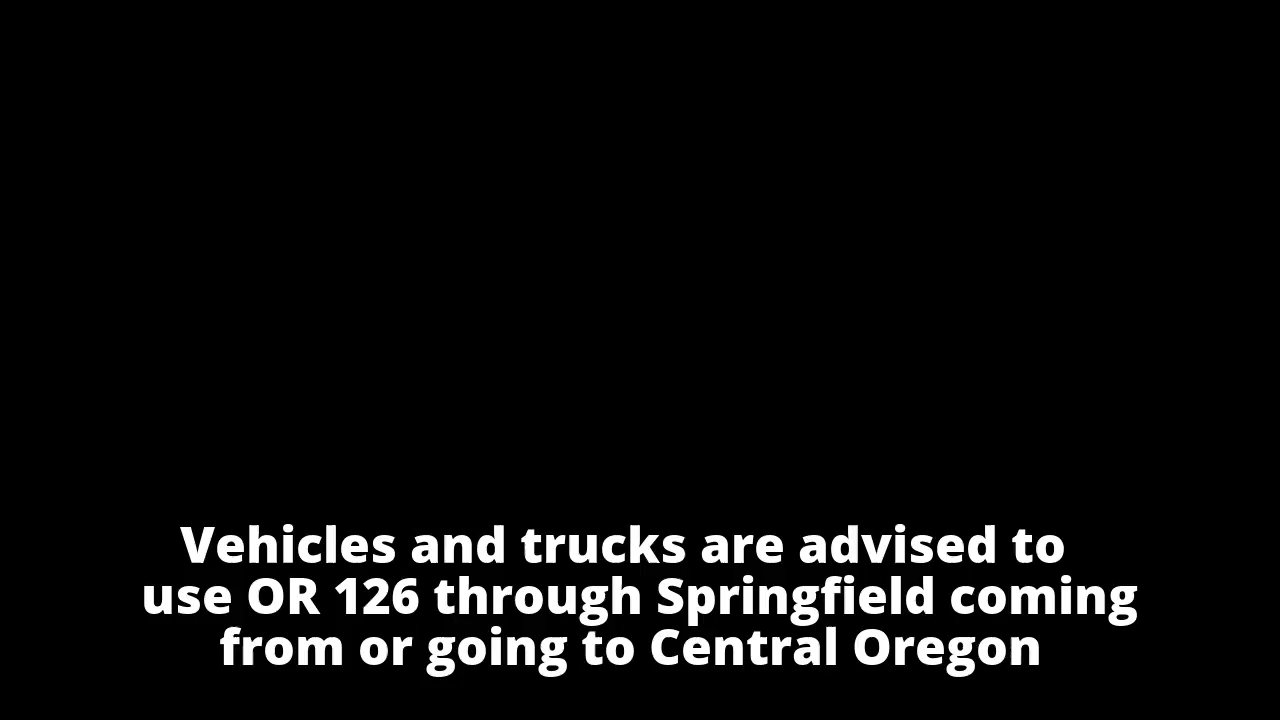 Vehicles and trucks are advised to
use OR 126 through Springfield coming
from or going to Central Oregon